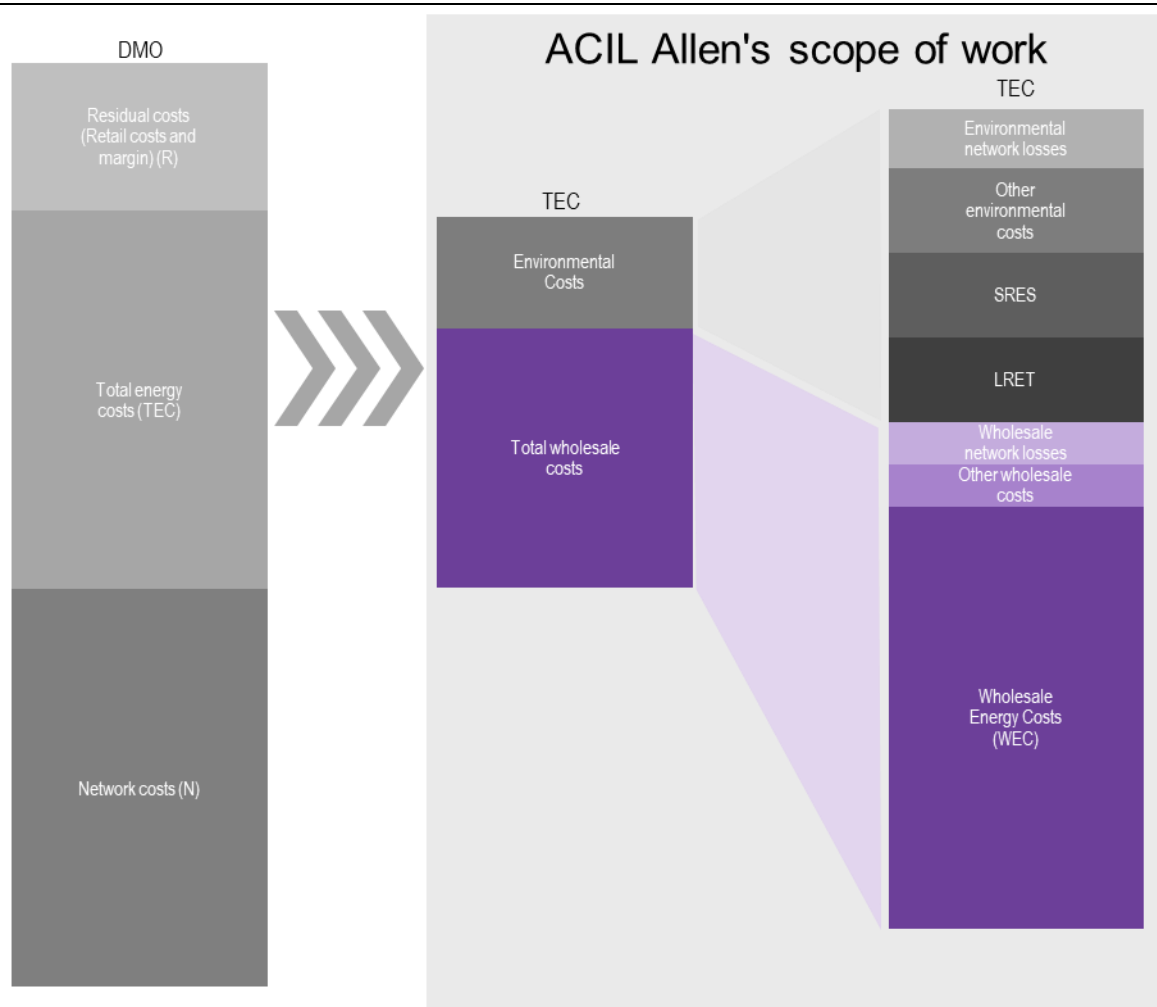 DMO
Residual costs
(Retail costs and
margin) (R)
Total energy
costs (TEC)
Network costs (N)
ACIL Allen's scope of work
TEC
Environmental
Costs
Total wholesale
costs
TEC
Environmental
network losses
Other
environmental
costs
SRES
LRET
Wholesale
network losses
Other wholesale
costs
Wholesale
Energy Costs
(WEC)